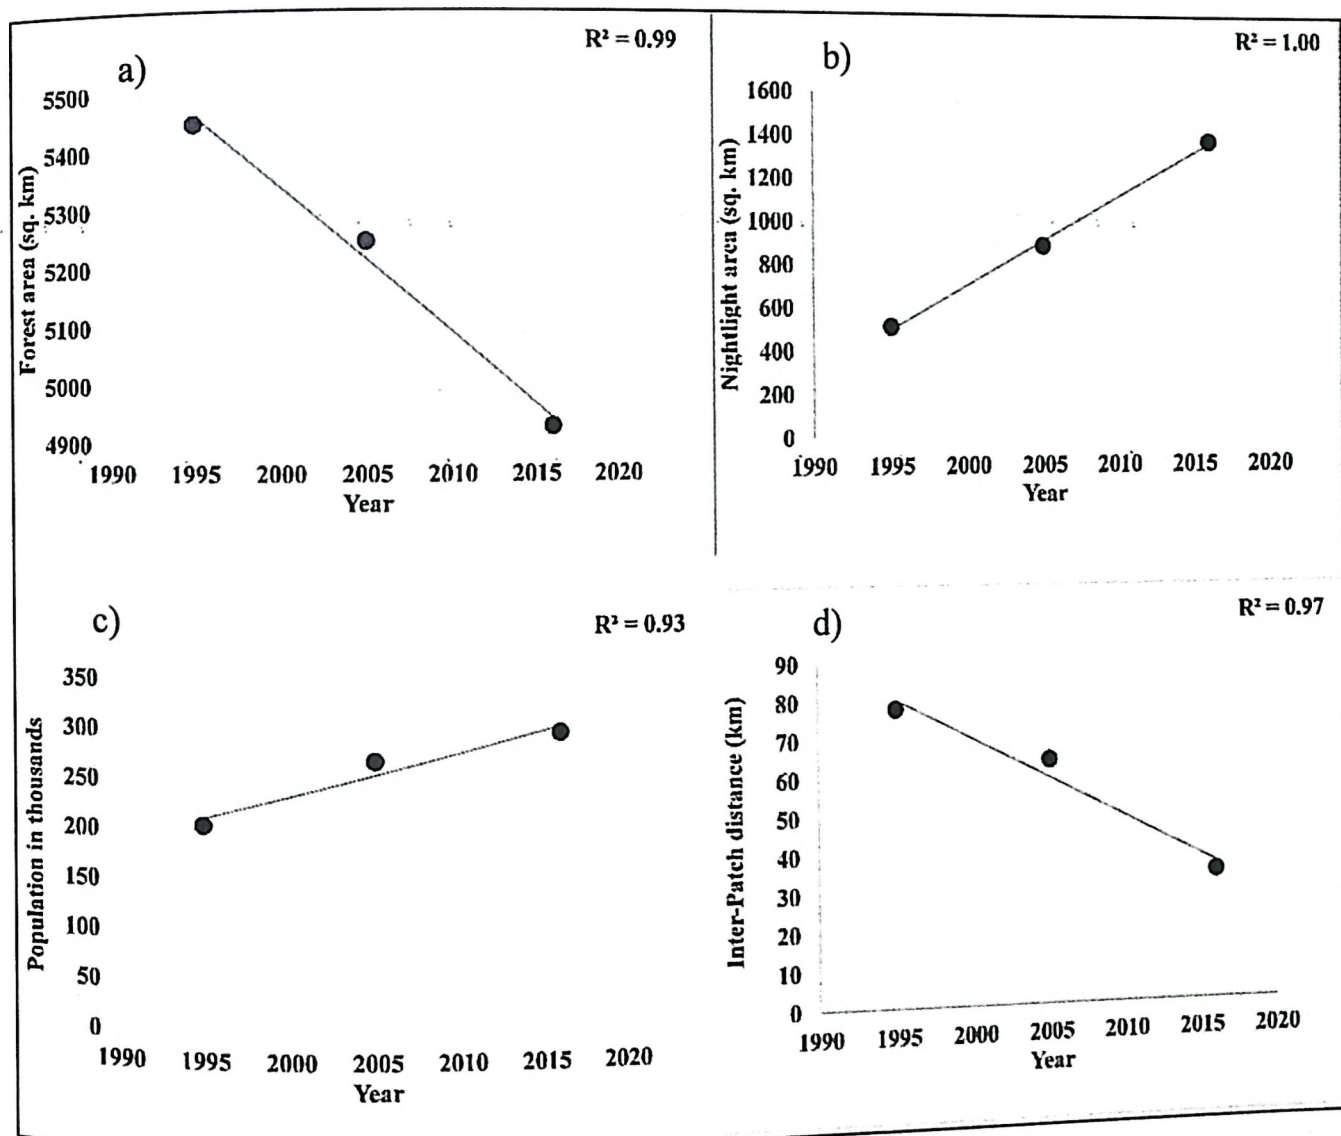 a)
R² = 0.99
5500
5400
5300
5200
5100
5000
4900
Forest area (sq. km)
1990 1995 2000 2005 2010 2015 2020
Year
b)
R² = 1.00
1600
1400
1200
1000
800
600
400
200
0
Nightlight area (sq. km)
1990 1995 2000 2005 2010 2015 2020
Year
c)
R² = 0.93
350
300
250
200
150
100
50
0
Population in thousands
1990 1995 2000 2005 2010 2015 2020
Year
d)
R² = 0.97
90
80
70
60
50
40
30
20
10
0
Inter-Patch distance (km)
1990 1995 2000 2005 2010 2015 2020
Year